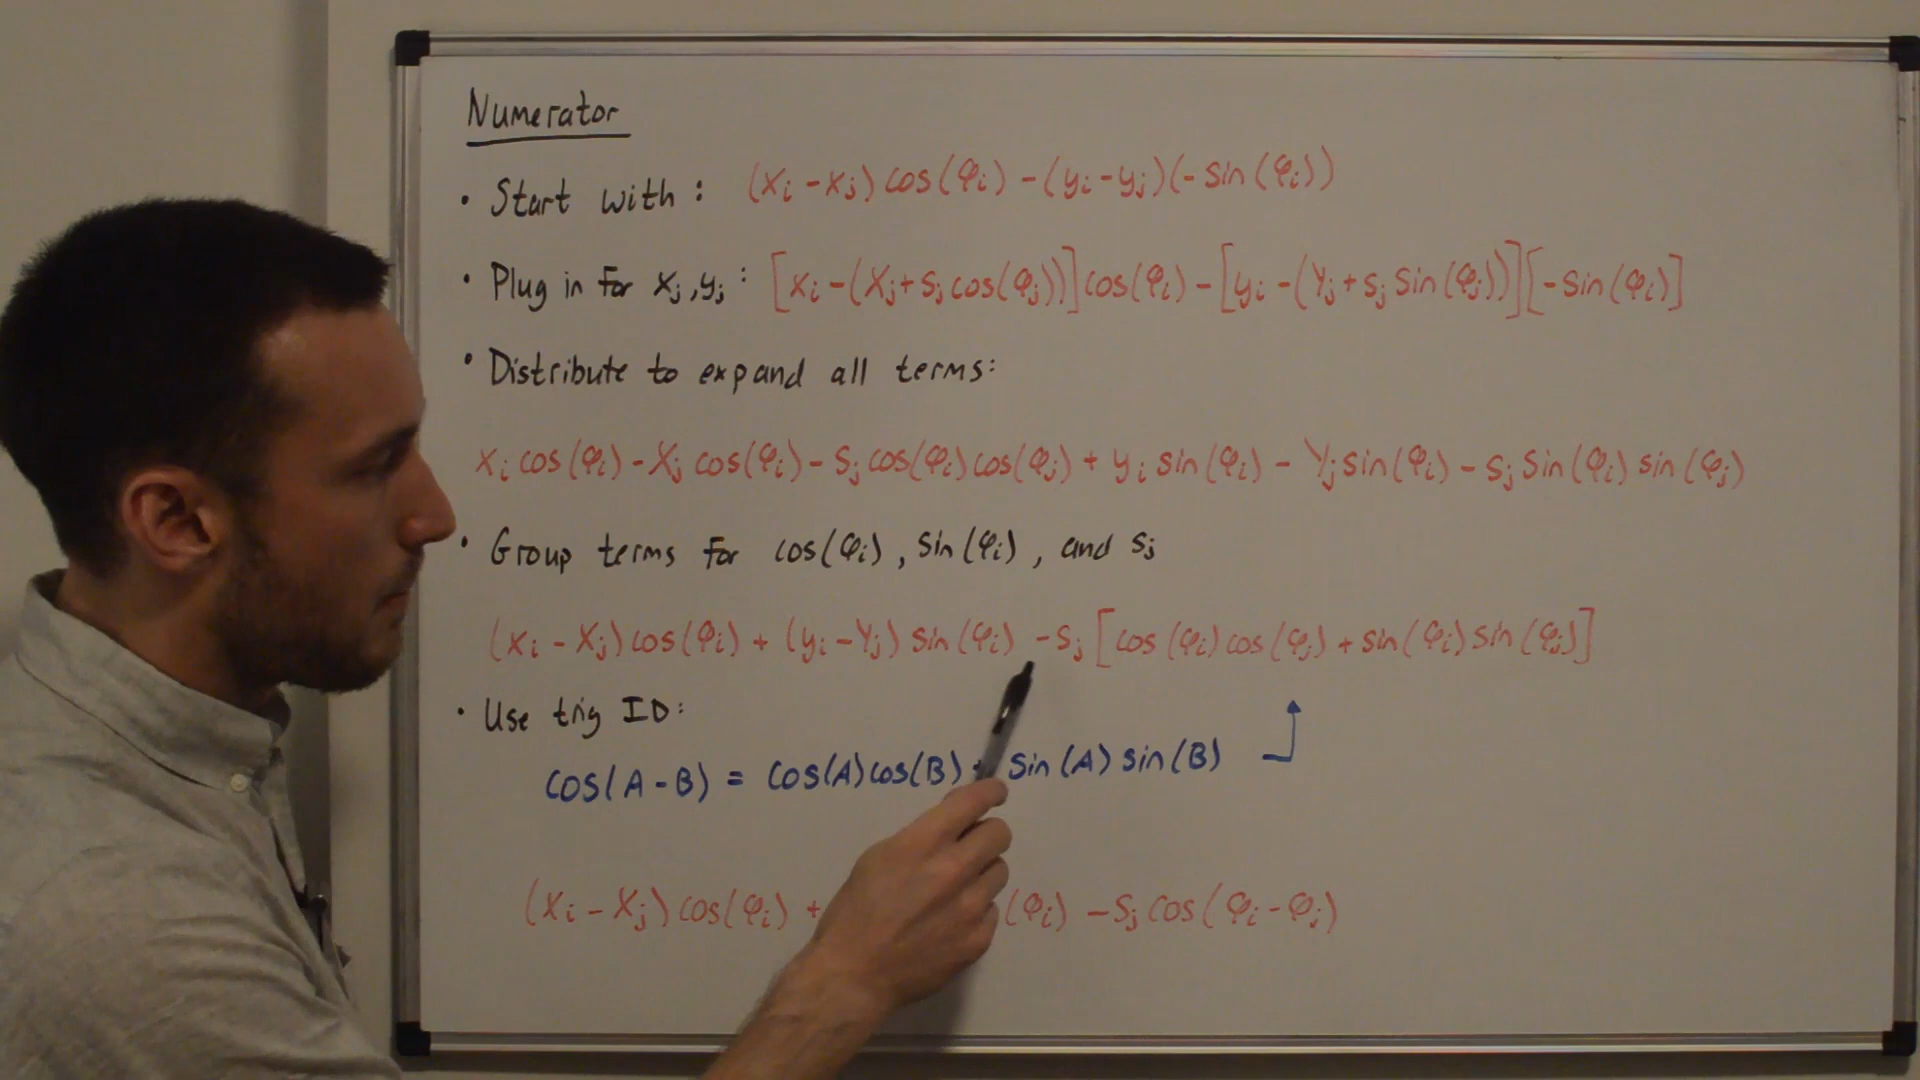 Numerator
• Start with: (xᵢ - xⱼ) cos(φᵢ) - (yᵢ - yⱼ)(- sin(φᵢ))
• Plug in for xⱼ, yⱼ: [xᵢ - (Xⱼ + Sⱼ cos(φⱼ))] cos(φᵢ) - [yᵢ - (Yⱼ + Sⱼ sin(φⱼ))][- sin(φᵢ)]
• Distribute to expand all terms:
xᵢ cos(φᵢ) - Xⱼ cos(φᵢ) - Sⱼ cos(φᵢ) cos(φⱼ) + yᵢ sin(φᵢ) - Yⱼ sin(φᵢ) - Sⱼ sin(φᵢ) sin(φⱼ)
• Group terms for cos(φᵢ), sin(φᵢ), and Sⱼ
(xᵢ - Xⱼ) cos(φᵢ) + (yᵢ - Yⱼ) sin(φᵢ) - Sⱼ [cos(φᵢ) cos(φⱼ) + sin(φᵢ) sin(φⱼ)]
• Use trig ID:
cos(A - B) = cos(A) cos(B) + sin(A) sin(B)
(xᵢ - Xⱼ) cos(φᵢ) + (φᵢ) - Sⱼ cos(φᵢ - φⱼ)